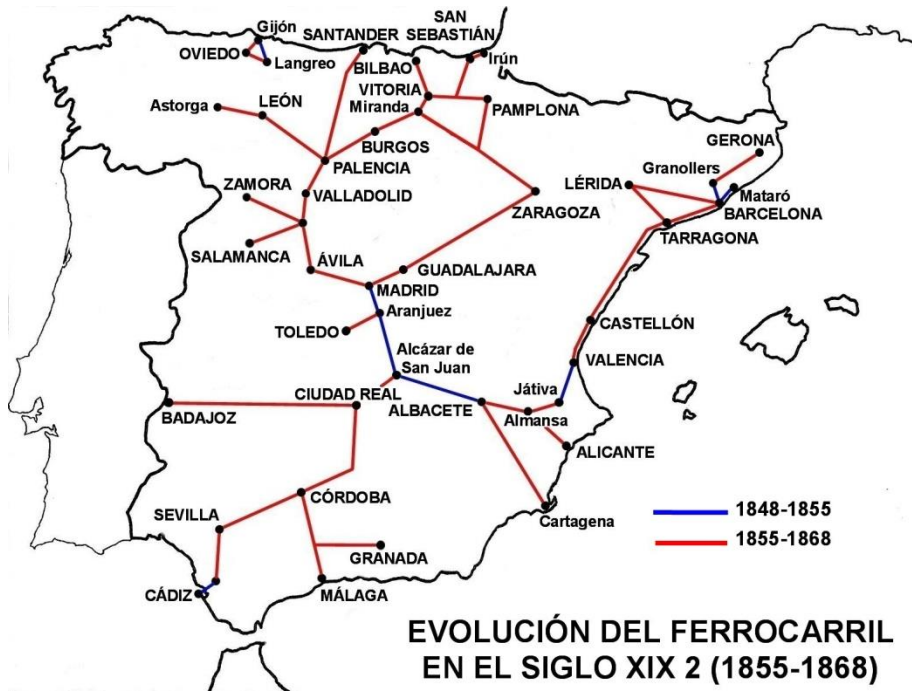 Gijón
OVIEDO
Langreo
SANTANDER
SAN
SEBASTIÁN
Irún
BILBAO
VITORIA
Miranda
PAMPLONA
Astorga
LEÓN
BURGOS
PALENCIA
GERONA
Granollers
Mataró
BARCELONA
LÉRIDA
TARRAGONA
ZAMORA
VALLADOLID
ZARAGOZA
SALAMANCA
ÁVILA
GUADALAJARA
MADRID
Aranjuez
TOLEDO
CASTELLÓN
VALENCIA
Alcázar de
San Juan
Játiva
CIUDAD REAL
ALBACETE
Almansa
BADAJOZ
ALICANTE
CÓRDOBA
SEVILLA
Cartagena
GRANADA
CÁDIZ
MÁLAGA
1848-1855
1855-1868
EVOLUCIÓN DEL FERROCARRIL
EN EL SIGLO XIX 2 (1855-1868)